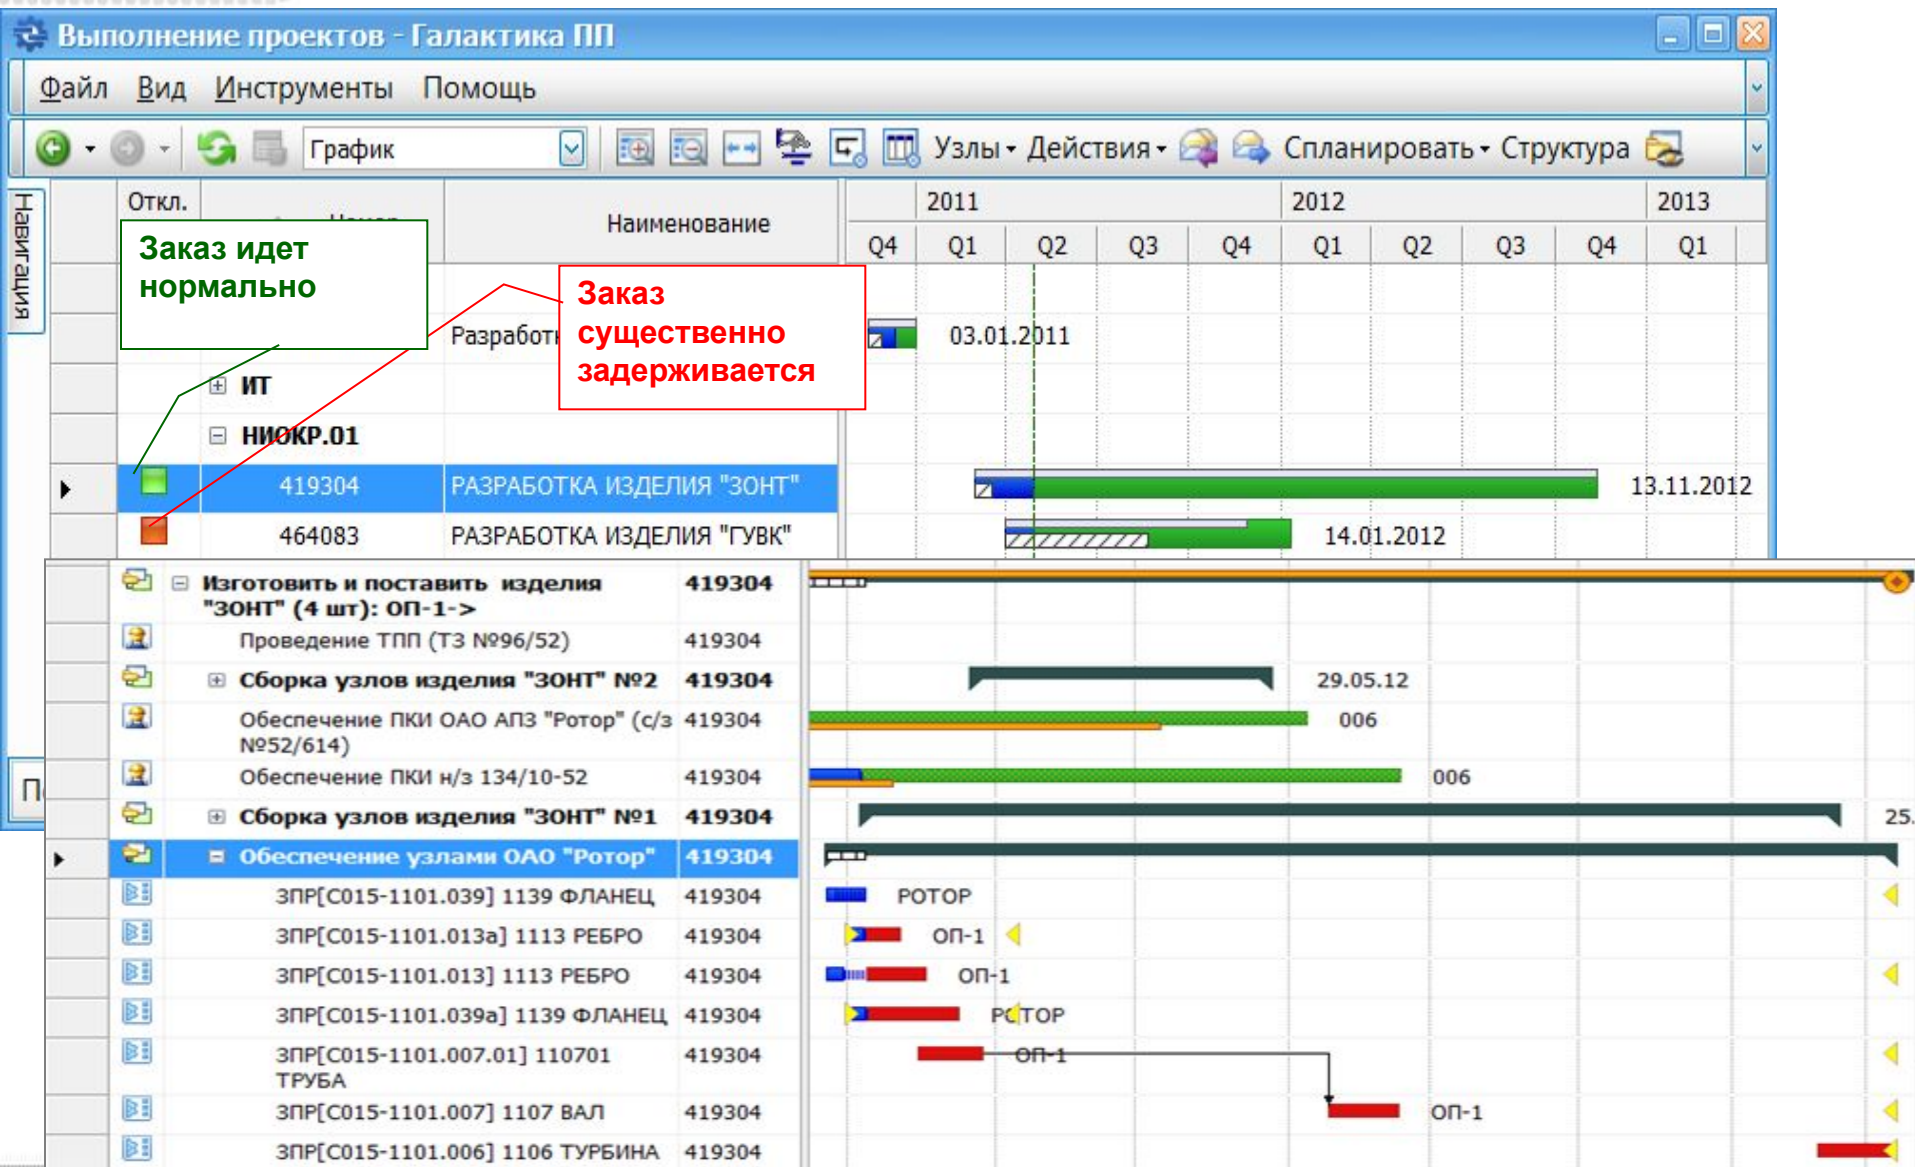 Выполнение проектов - Галактика ПП
Файл Вид Инструменты Помощь
График Узлы Действия Спланировать Структура
Навигация
Откл. Наименование
2011 2012 2013
Q4 Q1 Q2 Q3 Q4 Q1 Q2 Q3 Q4 Q1
Заказ идет
нормально
Заказ
существенно
задерживается
03.01.2011
ИТ
НИОКР.01
419304 РАЗРАБОТКА ИЗДЕЛИЯ "ЗОНТ" 13.11.2012
464083 РАЗРАБОТКА ИЗДЕЛИЯ "ГУВК" 14.01.2012
Изготовить и поставить изделия 419304
"ЗОНТ" (4 шт): ОП-1->
Проведение ТПП (ТЗ №96/52) 419304
Сборка узлов изделия "ЗОНТ" №2 419304 29.05.12
Обеспечение ПКИ ОАО АПЗ "Ротор" (с/з 419304 006
№52/614)
Обеспечение ПКИ н/з 134/10-52 419304 006
Сборка узлов изделия "ЗОНТ" №1 419304 25.
Обеспечение узлами ОАО "Ротор" 419304
ЗПР[С015-1101.039] 1139 ФЛАНЕЦ 419304 РОТОР
ЗПР[С015-1101.013а] 1113 РЕБРО 419304 ОП-1
ЗПР[С015-1101.013] 1113 РЕБРО 419304 ОП-1
ЗПР[С015-1101.039а] 1139 ФЛАНЕЦ 419304 РОТОР
ЗПР[С015-1101.007.01] 110701 419304 ОП-1
ТРУБА
ЗПР[С015-1101.007] 1107 ВАЛ 419304 ОП-1
ЗПР[С015-1101.006] 1106 ТУРБИНА 419304